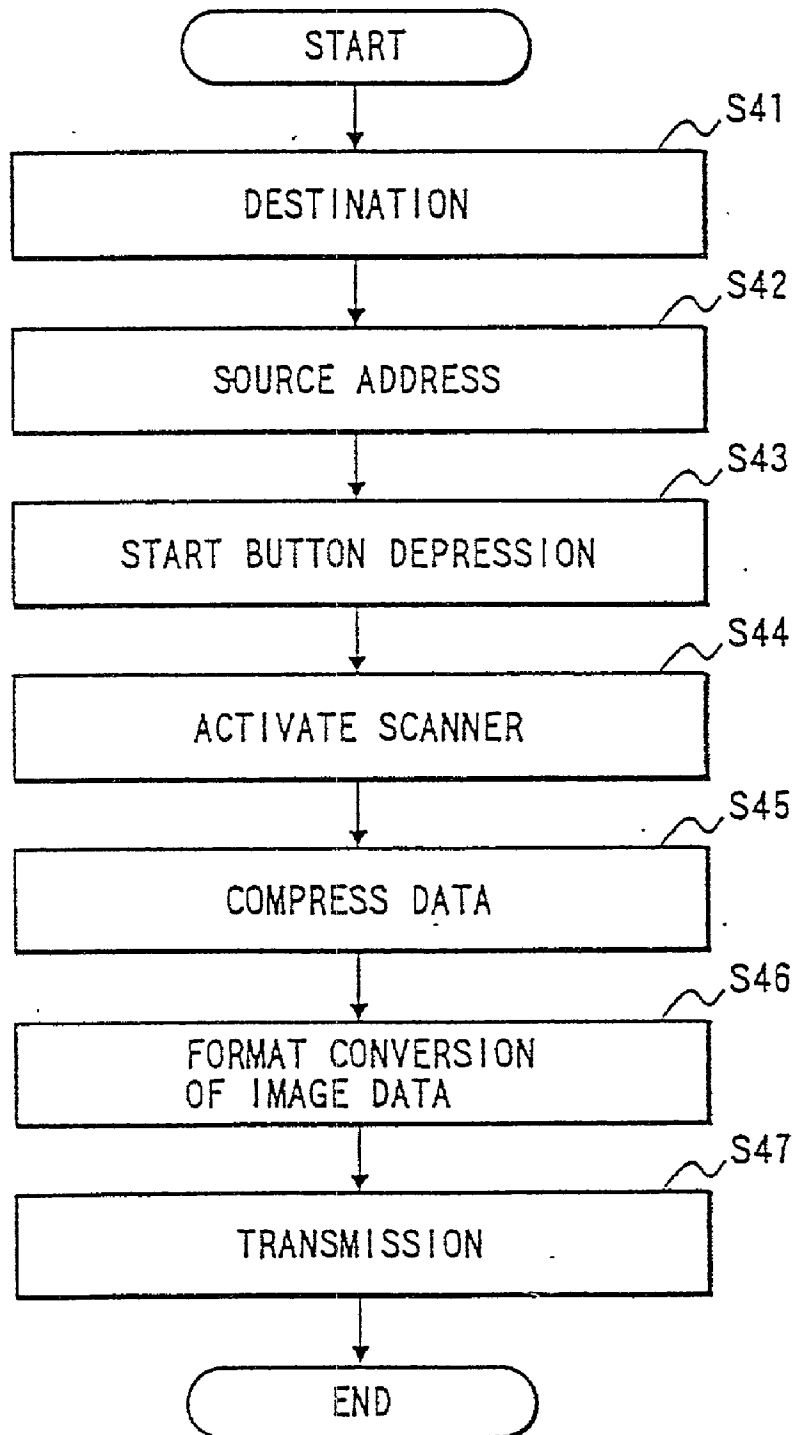 START
S41
DESTINATION
S42
SOURCE ADDRESS
S43
START BUTTON DEPRESSION
S44
ACTIVATE SCANNER
S45
COMPRESS DATA
S46
FORMAT CONVERSION
OF IMAGE DATA
S47
TRANSMISSION
END